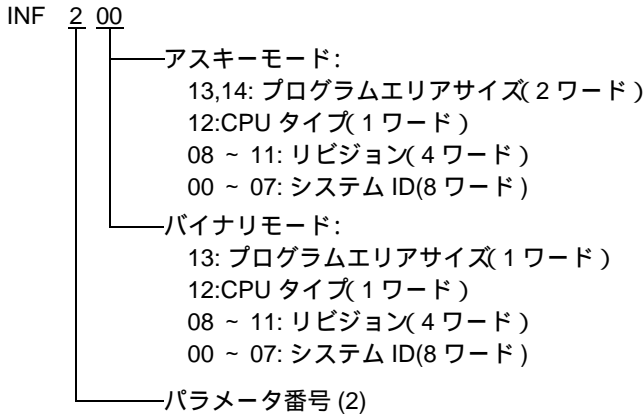 INF 2 00
アスキーモード:
13,14: プログラムエリアサイズ(2ワード)
12:CPU タイプ(1ワード)
08 ~ 11: リビジョン(4ワード)
00 ~ 07: システム ID(8ワード)
バイナリモード:
13: プログラムエリアサイズ(1ワード)
12:CPU タイプ(1ワード)
08 ~ 11: リビジョン(4ワード)
00 ~ 07: システム ID(8ワード)
パラメータ番号 (2)